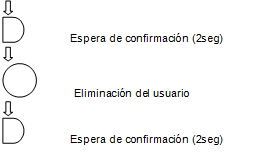 Espera de confirmación (2seg)
Eliminación del usuario
Espera de confirmación (2seg)